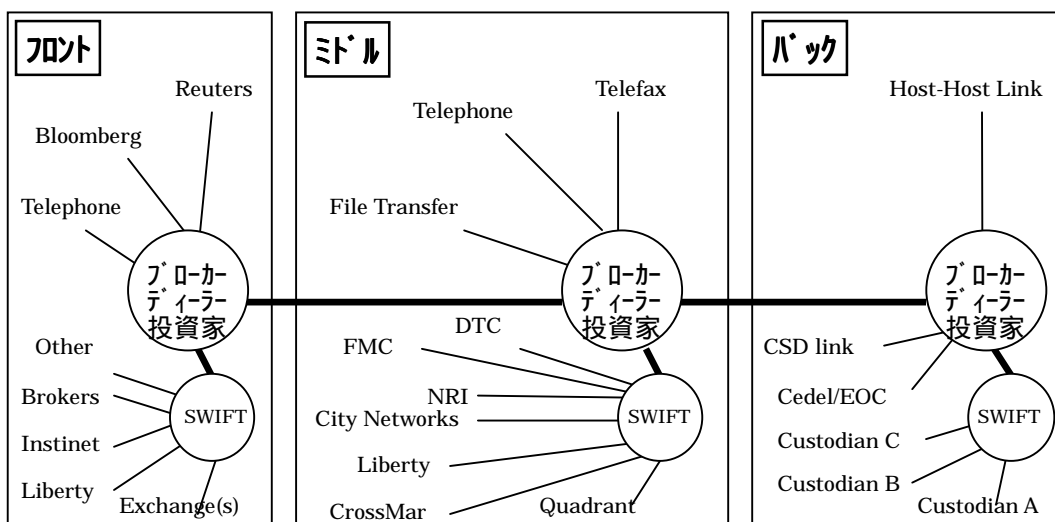 フロント
Reuters
Bloomberg
Telephone
ブローカー
ディーラー
投資家
Other
Brokers
Instinet
Liberty
Exchange(s)
SWIFT
ミドル
Telefax
Telephone
File Transfer
ブローカー
ディーラー
投資家
DTC
FMC
NRI
City Networks
Liberty
CrossMar
Quadrant
SWIFT
バック
Host-Host Link
ブローカー
ディーラー
投資家
CSD link
Cedel/EOC
Custodian C
Custodian B
Custodian A
SWIFT